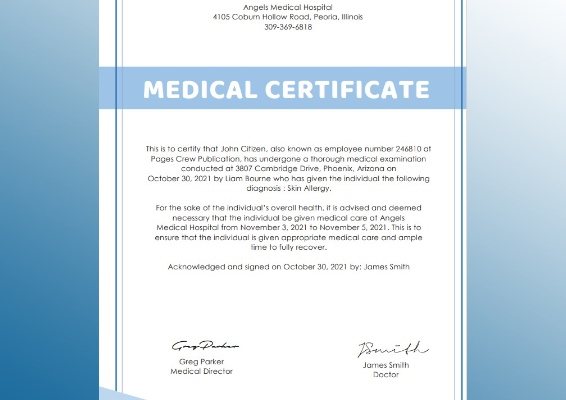 Angels Medical Hospital
4105 Coburn Hollow Road, Peoria, Illinois
309-369-6818
MEDICAL CERTIFICATE
This is to certify that John Citizen, also known as employee number 246810 at
Pages Crew Publication, has undergone a thorough medical examination
conducted at 3807 Cambridge Drive, Phoenix, Arizona on
October 30, 2021 by Liam Bourne who has given the individual the following
diagnosis : Skin Allergy.
For the sake of the individual's overall health, it is advised and deemed
necessary that the individual be given medical care at Angels
Medical Hospital from November 3, 2021 to November 5, 2021. This is to
ensure that the individual is given appropriate medical care and ample
time to fully recover.
Acknowledged and signed on October 30, 2021 by: James Smith
Greg Parker
JSmith
Greg Parker
James Smith
Medical Director
Doctor